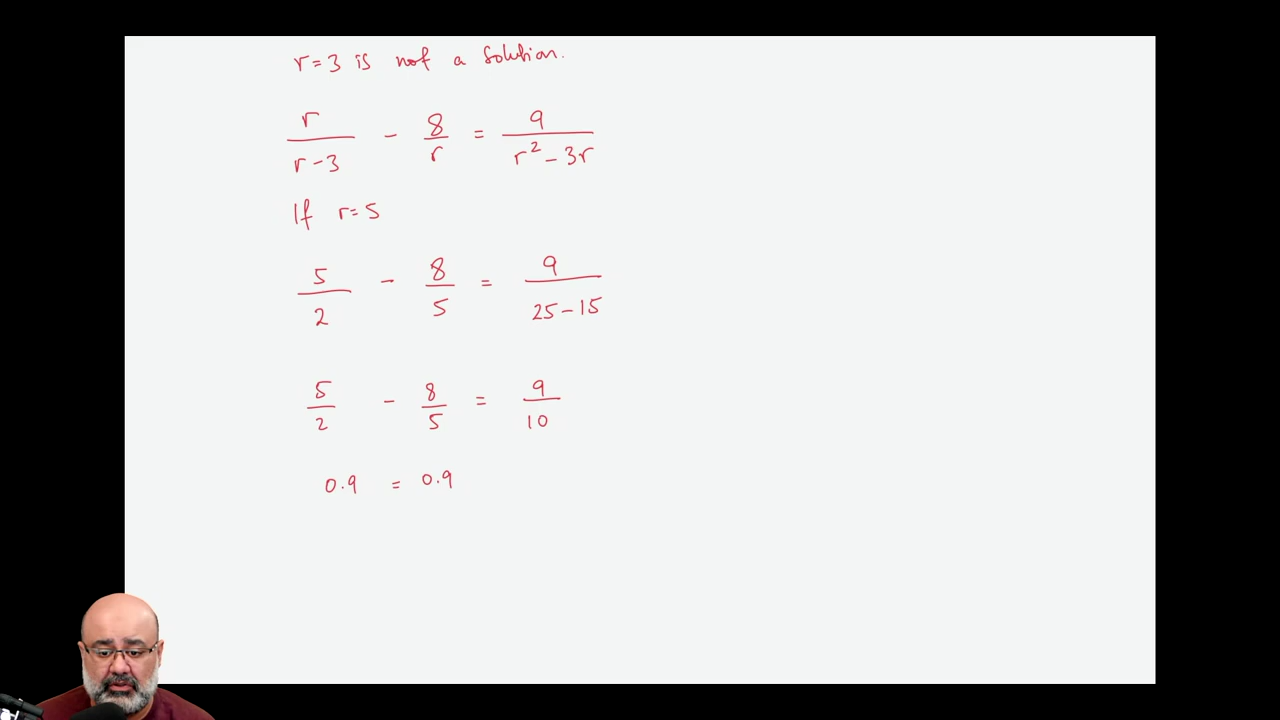 r=3 is not a solution.
r/(r-3) - 8/r = 9/(r²-3r)
If r=5
5/2 - 8/5 = 9/(25-15)
5/2 - 8/5 = 9/10
0.9 = 0.9